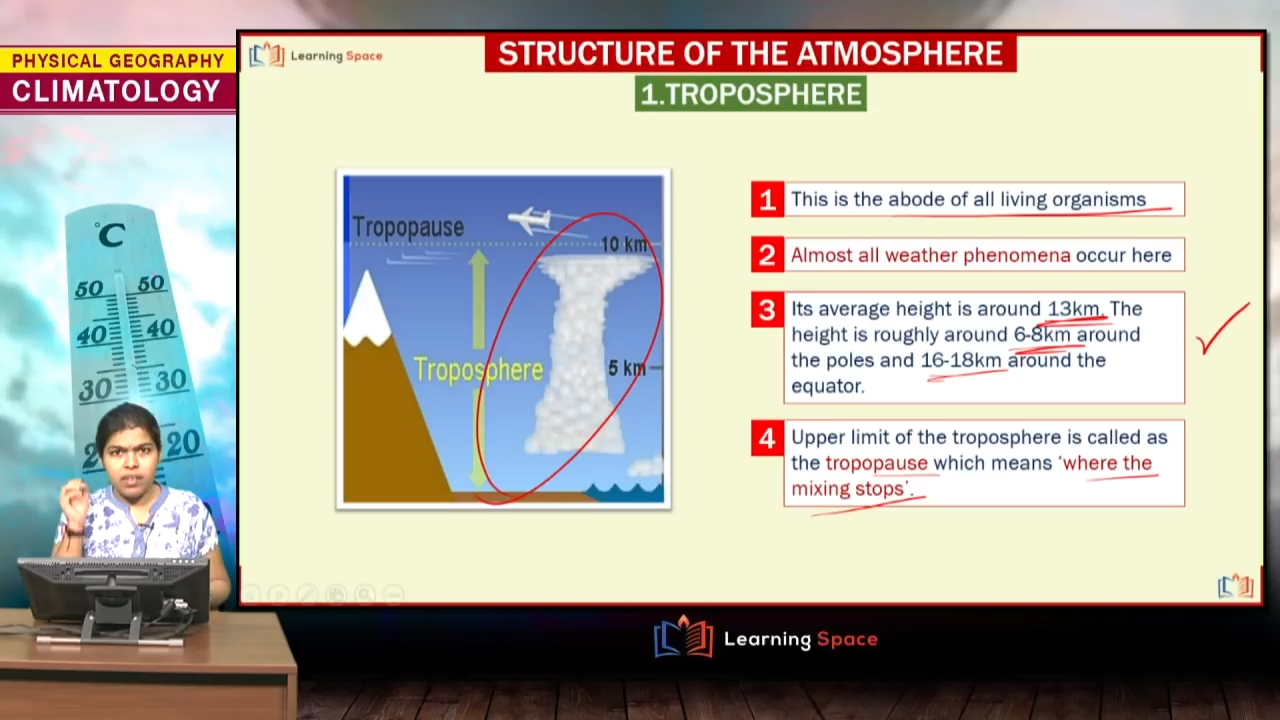 PHYSICAL GEOGRAPHY
CLIMATOLOGY
Learning Space
STRUCTURE OF THE ATMOSPHERE
1.TROPOSPHERE
°C
50 50
40 40
30 30
20
Tropopause
10 km
Troposphere
5 km
1 This is the abode of all living organisms
2 Almost all weather phenomena occur here
3 Its average height is around 13km. The
height is roughly around 6-8km around
the poles and 16-18km around the
equator.
4 Upper limit of the troposphere is called as
the tropopause which means ‘where the
mixing stops’.
Learning Space